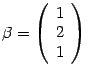 β = ( 1
2
1 )